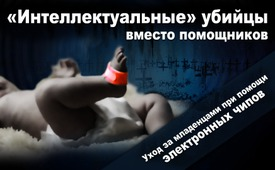 «Интеллектуальные» убийцы
вместо помощников
Уход за младенцами при помощи
электронных чипов